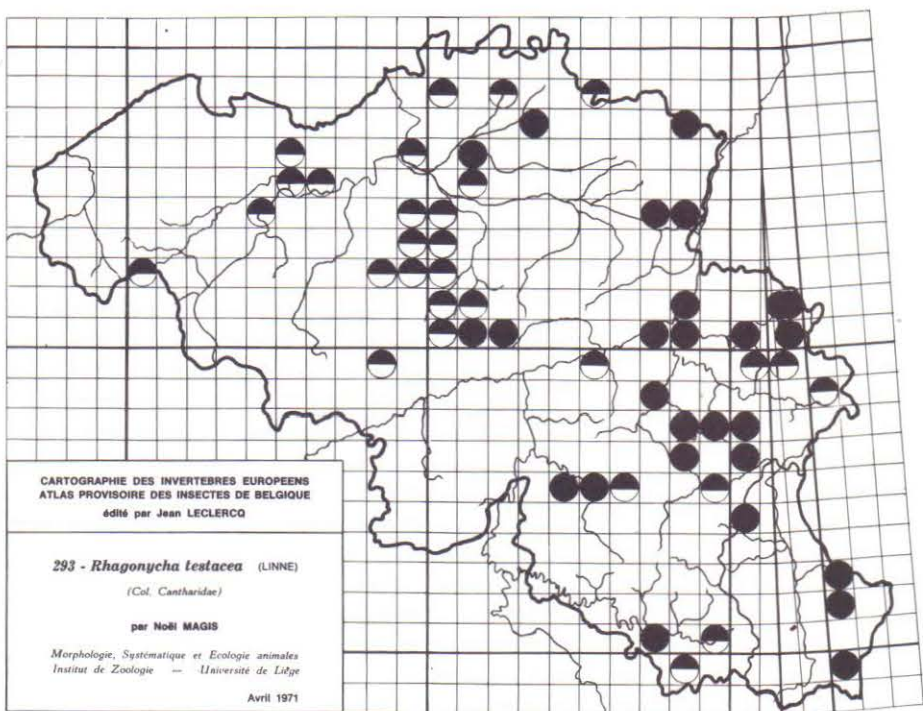 CARTOGRAPHIE DES INVERTEBRES EUROPEENS
ATLAS PROVISOIRE DES INSECTES DE BELGIQUE
édité par Jean LECLERCQ
293 - Rhagonycha testacea (LINNE)
(Col. Cantharidae)
par Noël MAGIS
Morphologie, Systématique et Ecologie animales
Institut de Zoologie — Université de Liège
Avril 1971